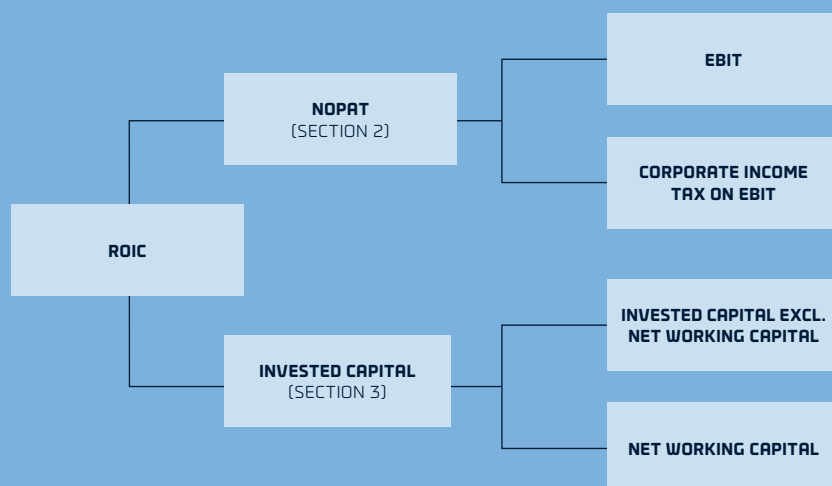 EBIT
NOPAT
(SECTION 2)
CORPORATE INCOME
TAX ON EBIT
ROIC
INVESTED CAPITAL EXCL.
NET WORKING CAPITAL
INVESTED CAPITAL
(SECTION 3)
NET WORKING CAPITAL